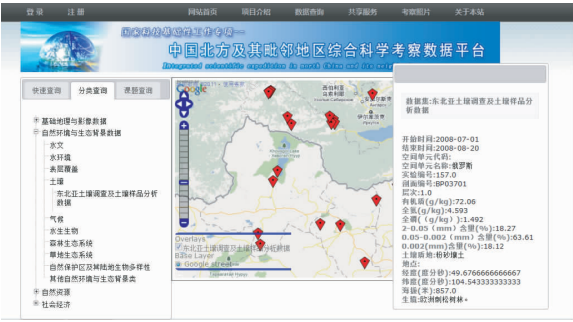 登录 注册 网站首页 项目介绍 数据查询 共享服务 考察照片 关于本站
国家科技基础性工作专项——
中国北方及其毗邻地区综合科学考察数据平台
Integrated scientific expedition in north China and its
快速查询 分类查询 课题查询
基础地理与影像数据
自然环境与生态背景数据
水文
水环境
表层覆盖
土壤
东北亚土壤调查及土壤样品分析
数据
气候
水生生物
森林生态系统
草地生态系统
自然保护区及其陆地生物多样性
其他自然环境与生态背景类
自然资源
社会经济
Google
Overlays
东北亚土壤调查及土壤样品分析数据
Base Layer
Google streets
数据集:东北亚土壤调查及土壤样品分
析数据
开始时间:2008-07-01
结束时间:2008-08-20
空间单元代码:
空间单元名称:俄罗斯
实验编号:157.0
剖面编号:BP03701
层次:1.0
有机质(g/kg):72.06
全氮(g/kg):4.593
全磷( (g/kg) ):1.492
2-0.05 (mm) 含量(%):18.27
0.05-0.002 (mm) 含量(%):63.61
0.002(mm)含量(%):18.12
土壤质地:粉砂壤土
地点:
经度(度分秒):49.6766666666667
纬度(度分秒):104.543333333333
海拔(米):857.0
生境:欧洲刺松树林。